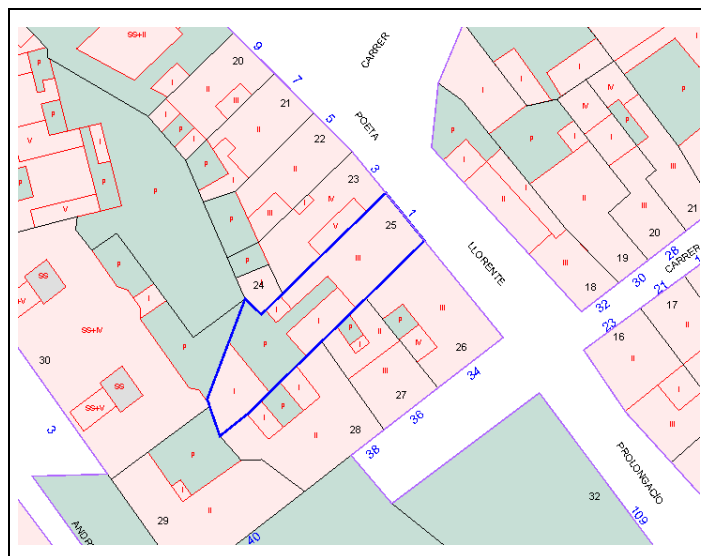 SS+II
P
I
9
20
I
II
7
III
21
5
CARRER
POETA
22
II
3
23
IV
V
1
25
III
LLORENTE
24
I
P
P
P
P
V
I
P
V
P
P
SS
SS+IV
30
SS
SS+V
3
P
I
P
I
I
P
I
P
I
II
28
III
27
I
IV
P
III
26
34
36
38
29
II
40
P
I
ANDR
32
109
PROLONGACIÓ
I
II
I
P
I
IV
P
P
III
I
II
I
II
III
18
19
III
20
III
21
32
30
28
CARRER
21
23
16
17
II
II
I
III